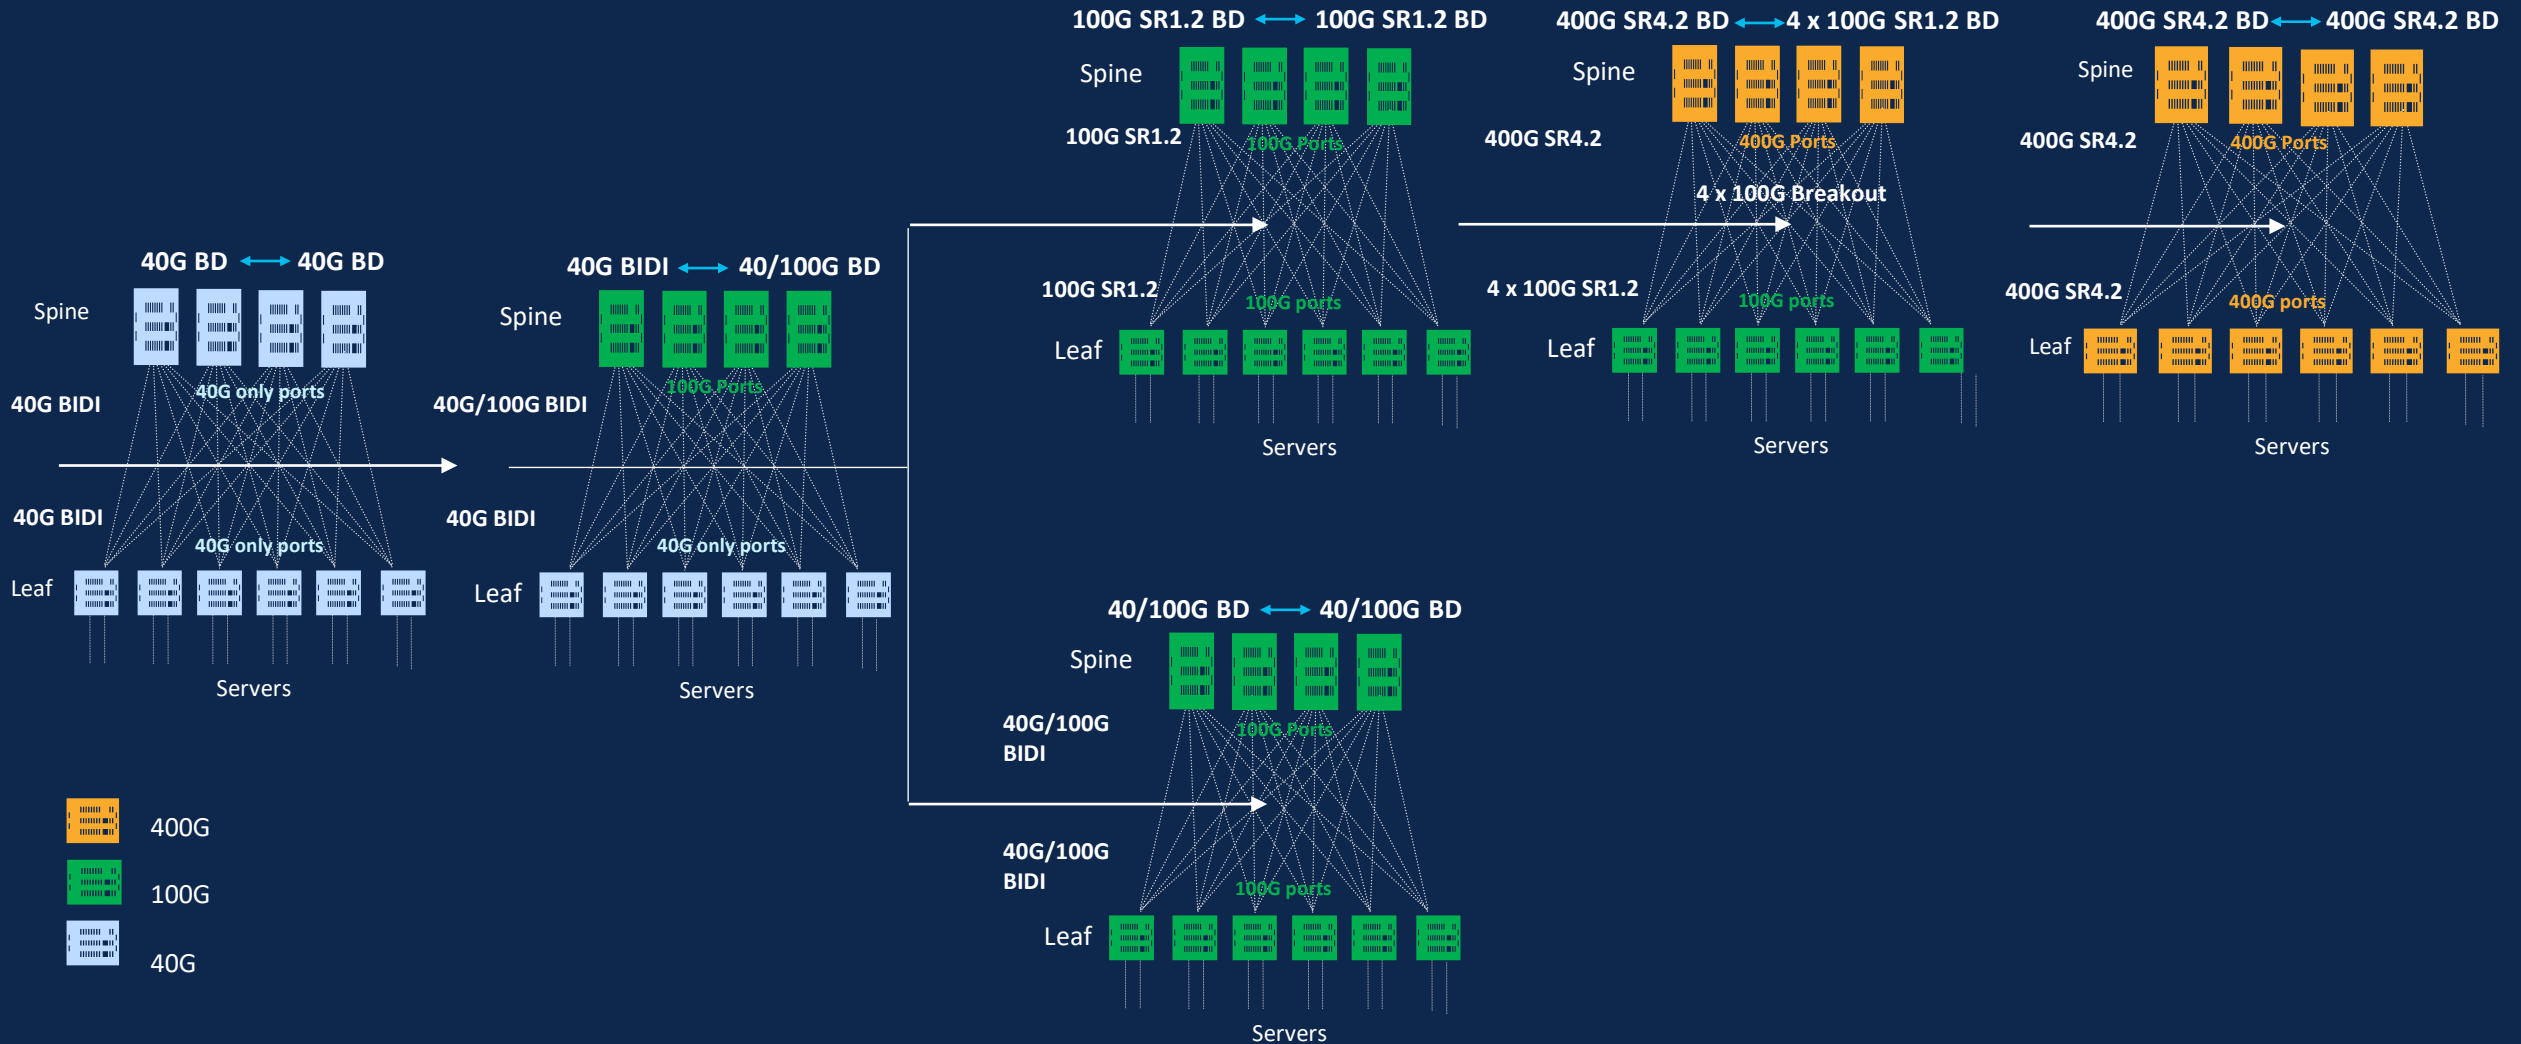 40G BD 40G BD
Spine
40G only ports
40G BIDI
40G BIDI
40G only ports
Leaf
Servers
40G BIDI 40/100G BD
Spine
100G Ports
40G/100G BIDI
40G BIDI
40G only ports
Leaf
Servers
100G SR1.2 BD 100G SR1.2 BD
Spine
100G SR1.2
100G Ports
100G SR1.2
100G ports
Leaf
Servers
400G SR4.2 BD 4 x 100G SR1.2 BD
Spine
400G SR4.2
400G Ports
4 x 100G Breakout
4 x 100G SR1.2
100G ports
Leaf
Servers
400G SR4.2 BD 400G SR4.2 BD
Spine
400G SR4.2
400G Ports
400G SR4.2
400G ports
Leaf
Servers
40/100G BD 40/100G BD
Spine
40G/100G
BIDI
100G Ports
40G/100G
BIDI
100G ports
Leaf
Servers
400G
100G
40G